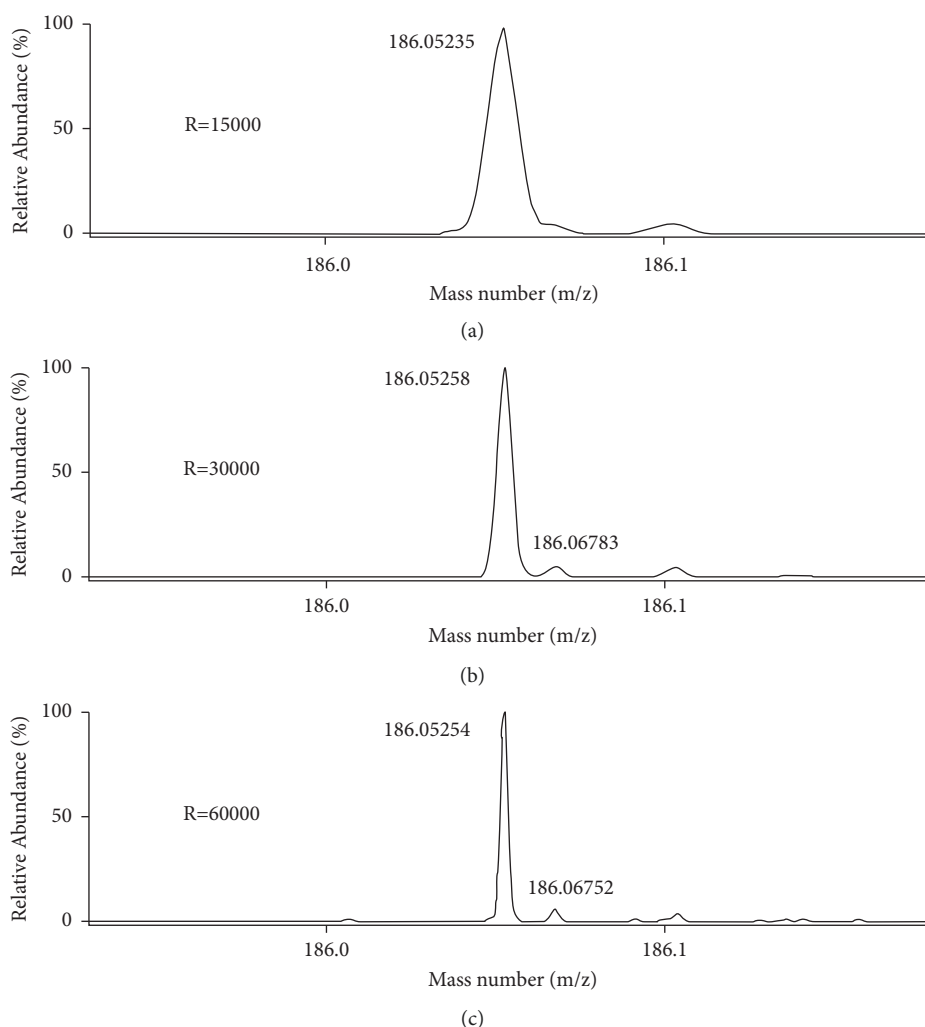 100
186.05235
Relative Abundance (%)
R=15000
50
0
186.0
186.1
Mass number (m/z)
(a)
100
186.05258
Relative Abundance (%)
R=30000
50
186.06783
0
186.0
186.1
Mass number (m/z)
(b)
100
186.05254
Relative Abundance (%)
R=60000
50
186.06752
0
186.0
186.1
Mass number (m/z)
(c)